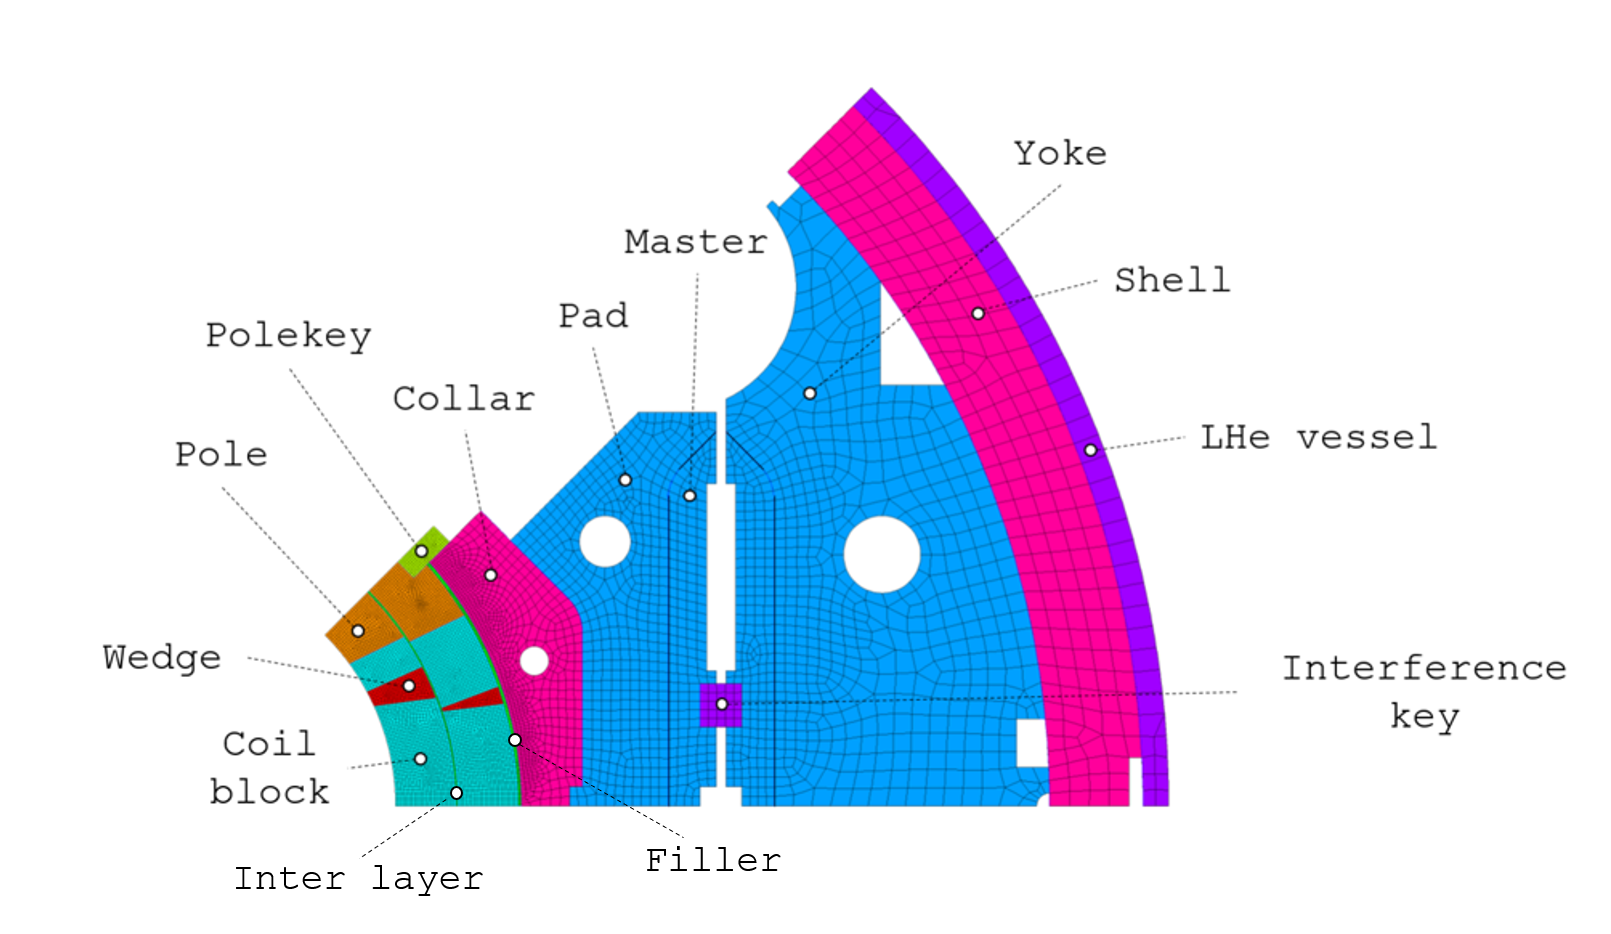 Yoke
Master
Shell
Pad
Polekey
Collar
LHe vessel
Pole
Wedge
Interference
key
Coil
block
Filler
Inter layer